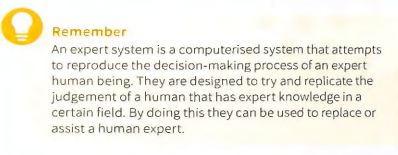 Remember
An expert system is a computerised system that attempts
to reproduce the decision-making process of an expert
human being. They are designed to try and replicate the
judgement of a human that has expert knowledge in a
certain field. By doing this they can be used to replace or
assist a human expert.